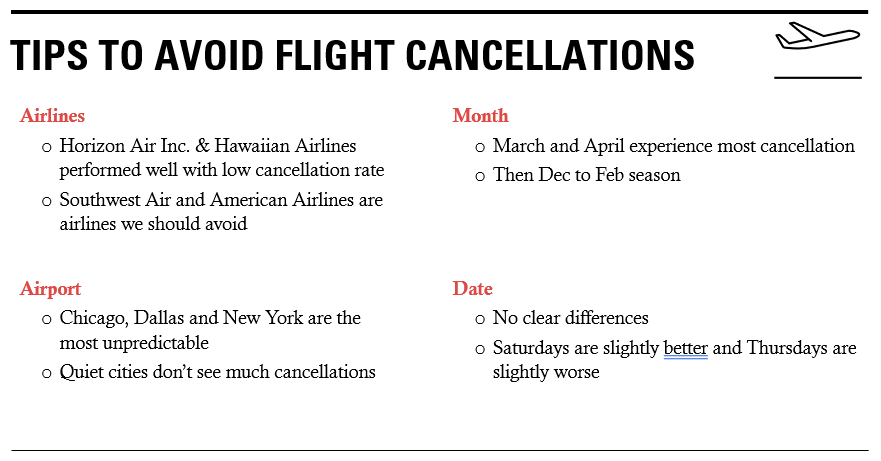 TIPS TO AVOID FLIGHT CANCELLATIONS
Airlines
o Horizon Air Inc. & Hawaiian Airlines
performed well with low cancellation rate
o Southwest Air and American Airlines are
airlines we should avoid
Month
o March and April experience most cancellation
o Then Dec to Feb season
Airport
o Chicago, Dallas and New York are the
most unpredictable
o Quiet cities don’t see much cancellations
Date
o No clear differences
o Saturdays are slightly better and Thursdays are
slightly worse